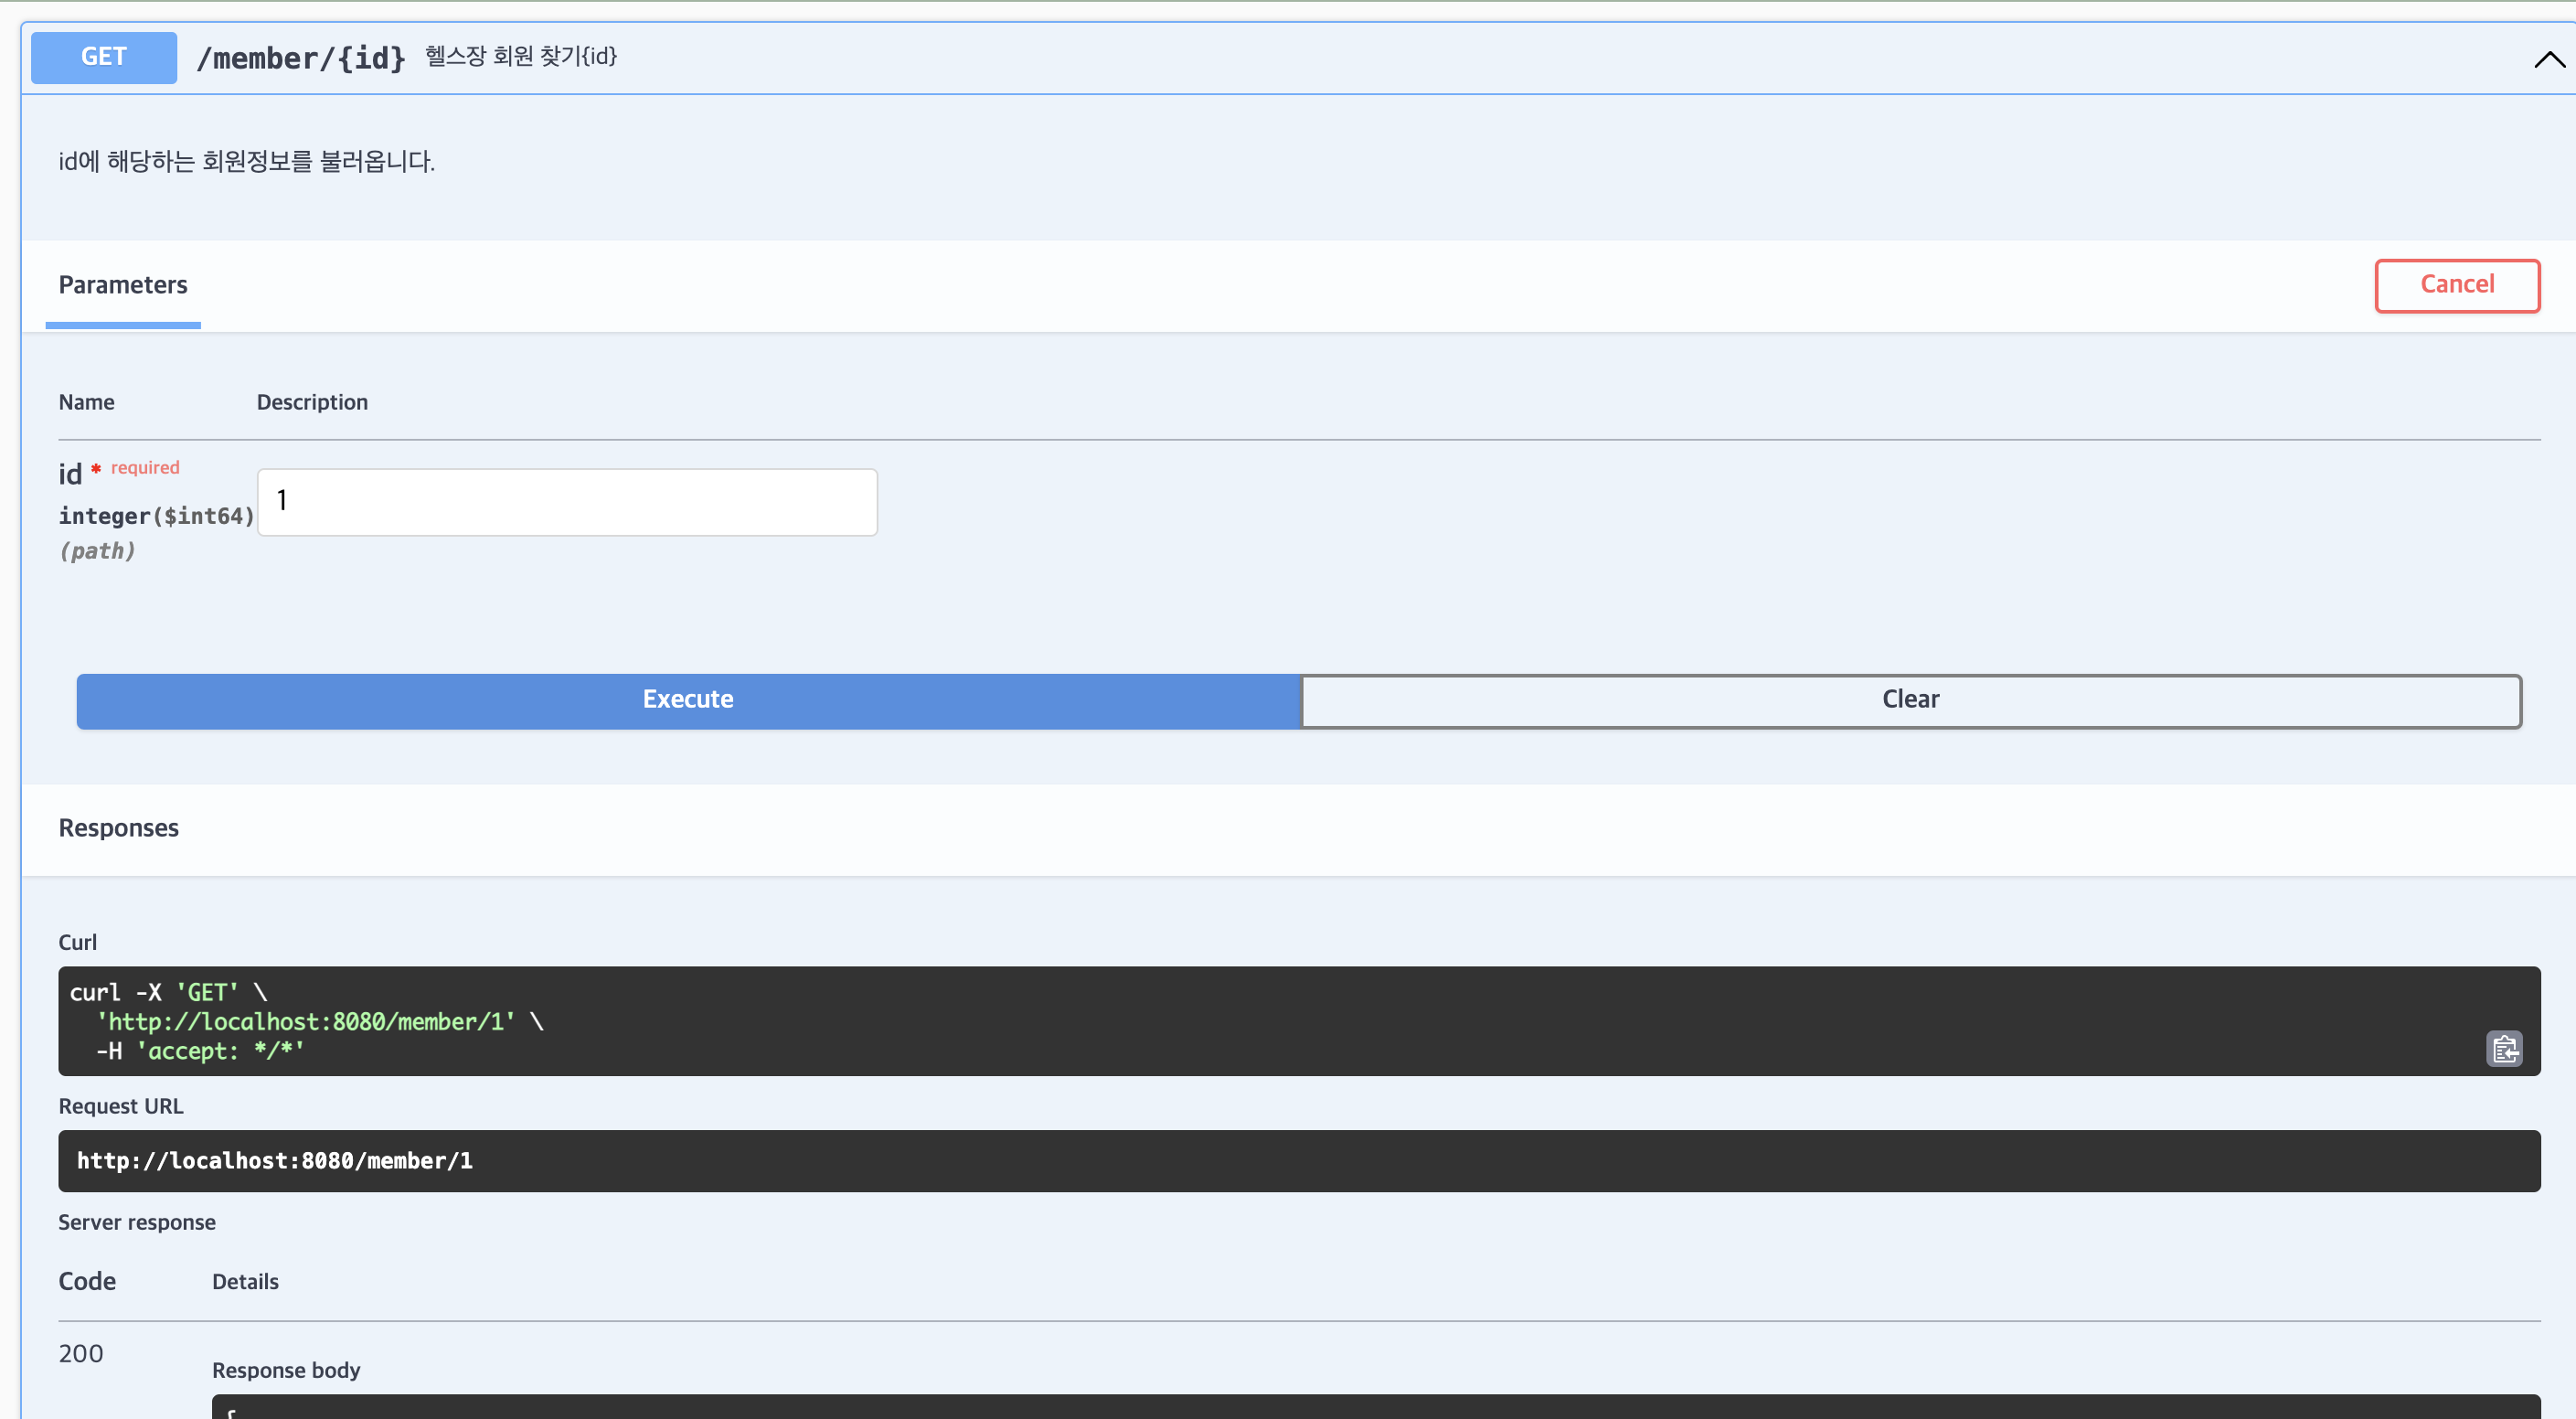 GET /member/{id} 헬스장 회원 찾기{id}
id에 해당하는 회원정보를 불러옵니다.
Parameters
Cancel
Name Description
id * required
integer($int64)
(path)
1
Execute
Clear
Responses
Curl
curl -X 'GET' \
'http://localhost:8080/member/1' \
-H 'accept: */*'
Request URL
http://localhost:8080/member/1
Server response
Code Details
200
Response body
{